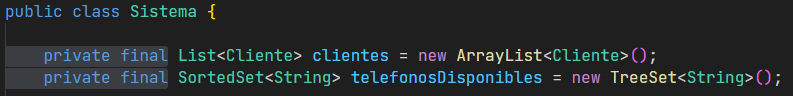 public class Sistema {
private final List<Cliente> clientes = new ArrayList<Cliente>();
private final SortedSet<String> telefonosDisponibles = new TreeSet<String>();